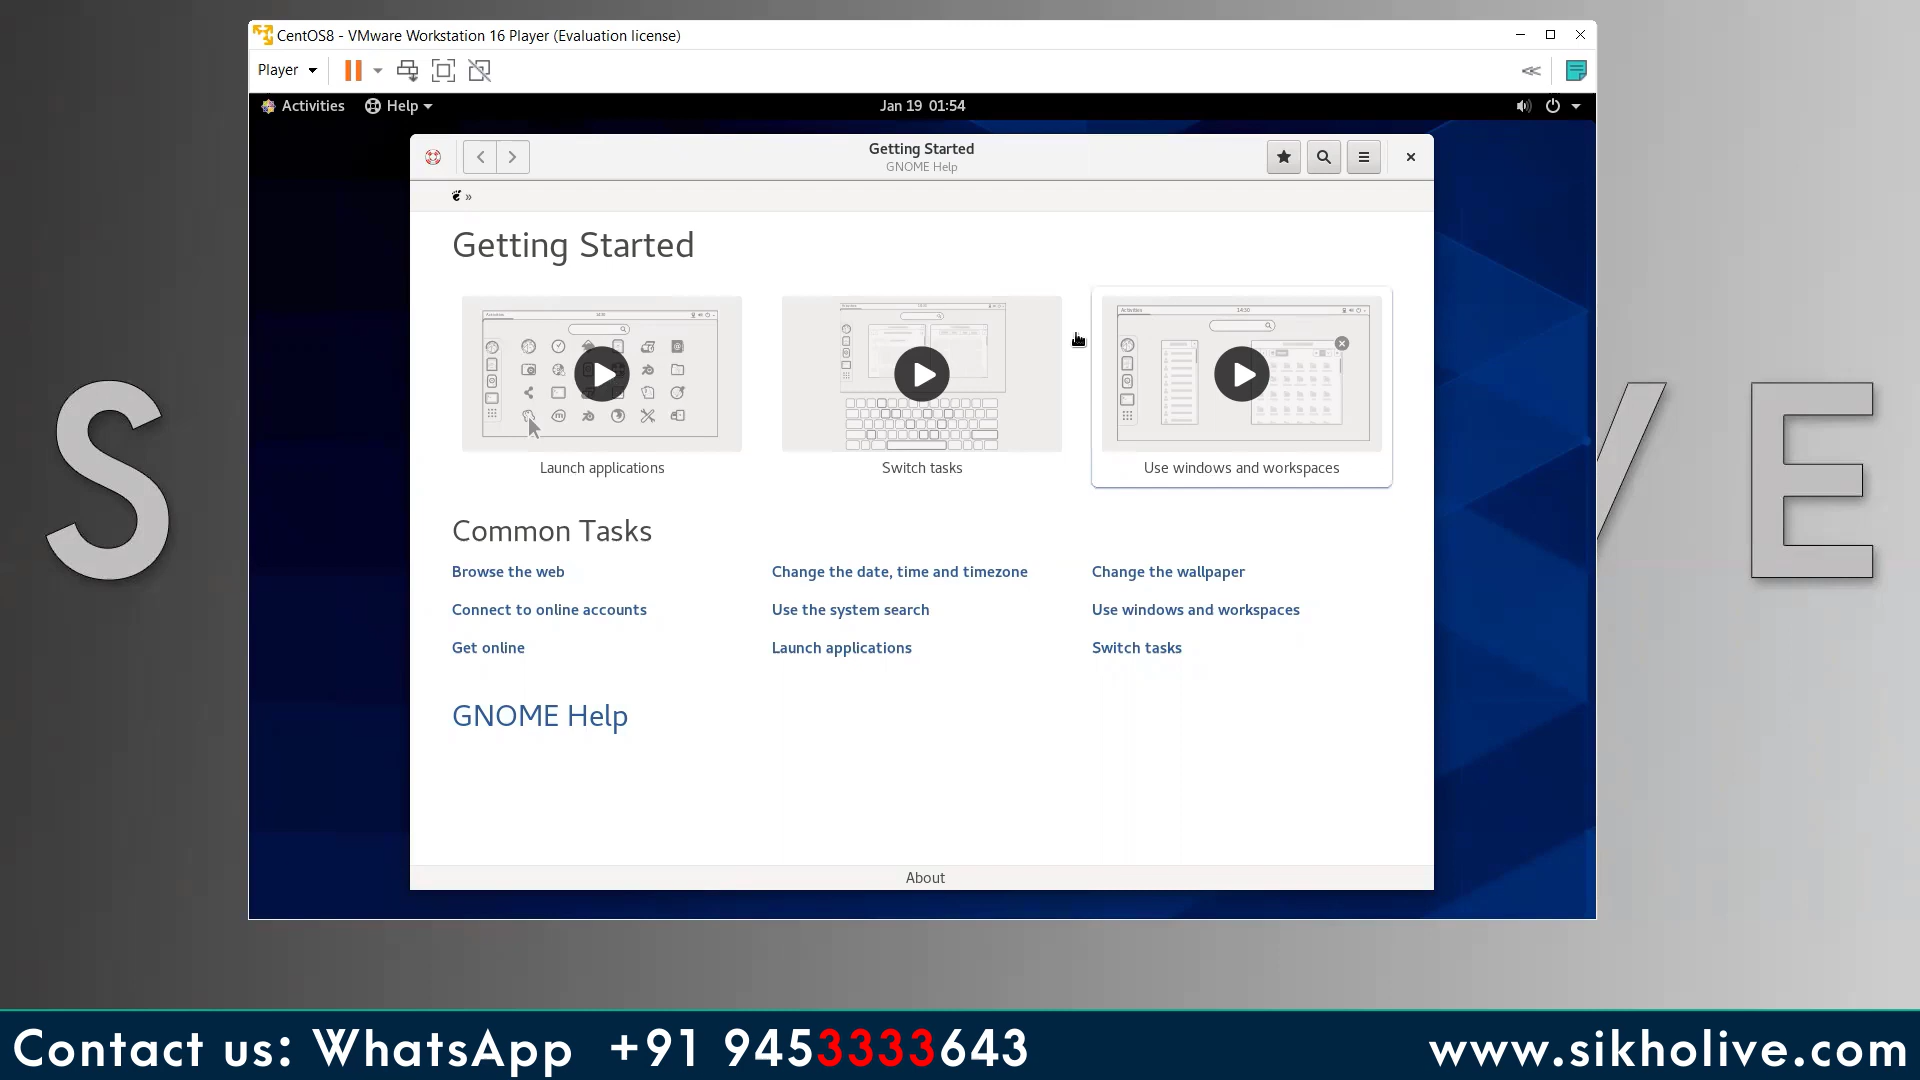 CentOS8 - VMware Workstation 16 Player (Evaluation license)
Player
Activities Help Jan 19 01:54
Getting Started
GNOME Help
»
Getting Started
Launch applications Switch tasks Use windows and workspaces
Common Tasks
Browse the web Change the date, time and timezone Change the wallpaper
Connect to online accounts Use the system search Use windows and workspaces
Get online Launch applications Switch tasks
GNOME Help
About
S V E
Contact us: WhatsApp +91 9453333643 www.sikholive.com